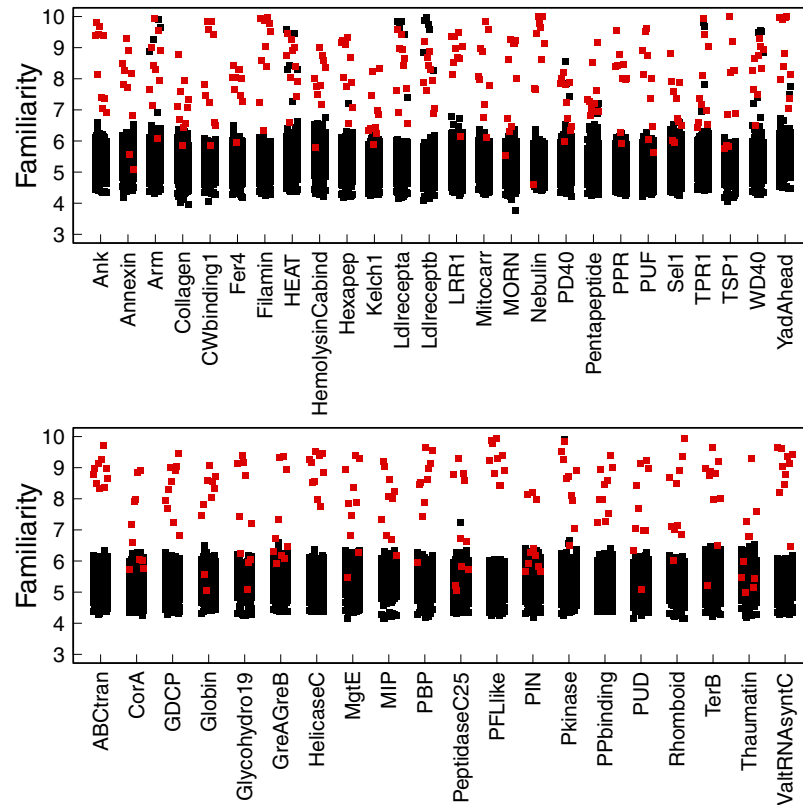 Familiarity
10
9
8
7
6
5
4
3
Ank
Annexin
Arm
Collagen
CWbinding1
Fer4
Filamin
HEAT
HemolysinCabind
Hexapep
Kelch1
Ldlrecepta
Ldlreceptb
LRR1
Mitocarr
MORN
Nebulin
PD40
Pentapeptide
PPR
PUF
Sel1
TPR1
TSP1
WD40
YadAhead
Familiarity
10
9
8
7
6
5
4
3
ABCtran
CorA
GDCP
Globin
Glycohydro19
GreAGreB
HelicaseC
MgtE
MIP
PBP
PeptidaseC25
PFLlike
PIN
Pkinase
PPbinding
PUD
Rhomboid
TerB
Thaumatin
ValtRNAsyntC